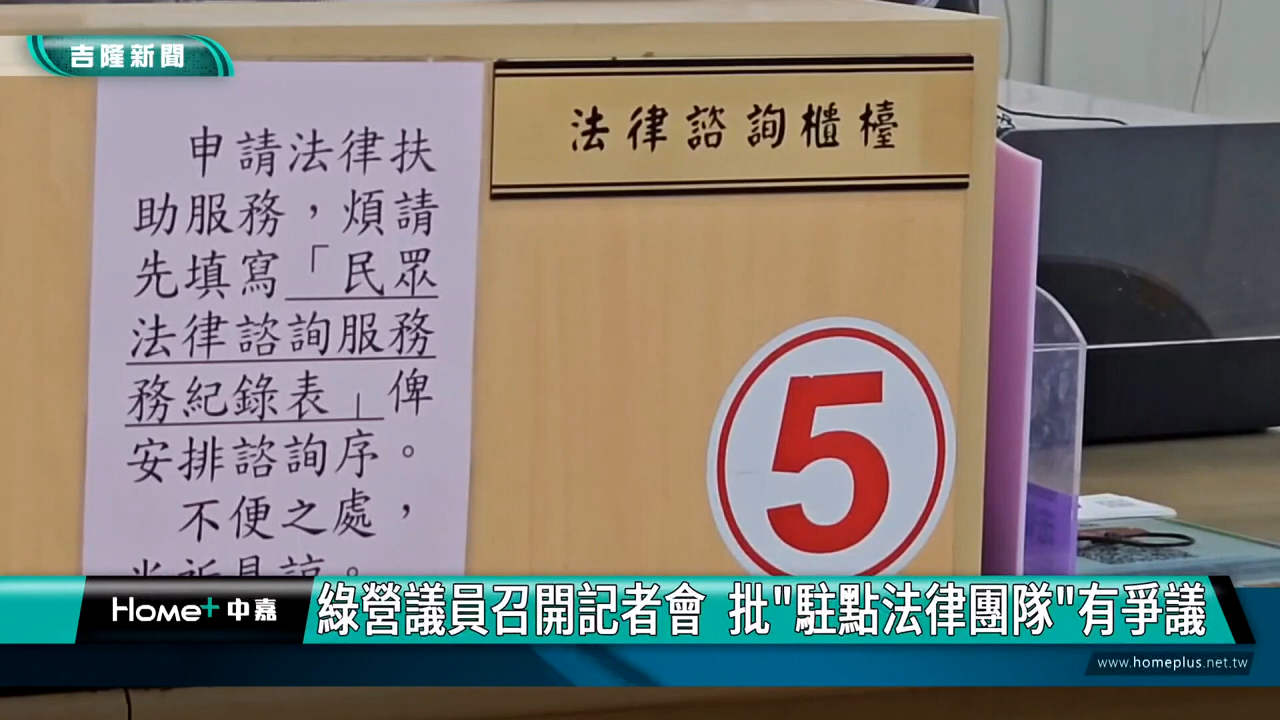 吉隆新聞
法律諮詢櫃檯
申請法律扶
助服務，煩請
先填寫「民眾
法律諮詢服務
務紀錄表」俾
安排諮詢序。
不便之處，
5
Home+中嘉
綠營議員召開記者會 批"駐點法律團隊"有爭議
www.homeplus.net.tw